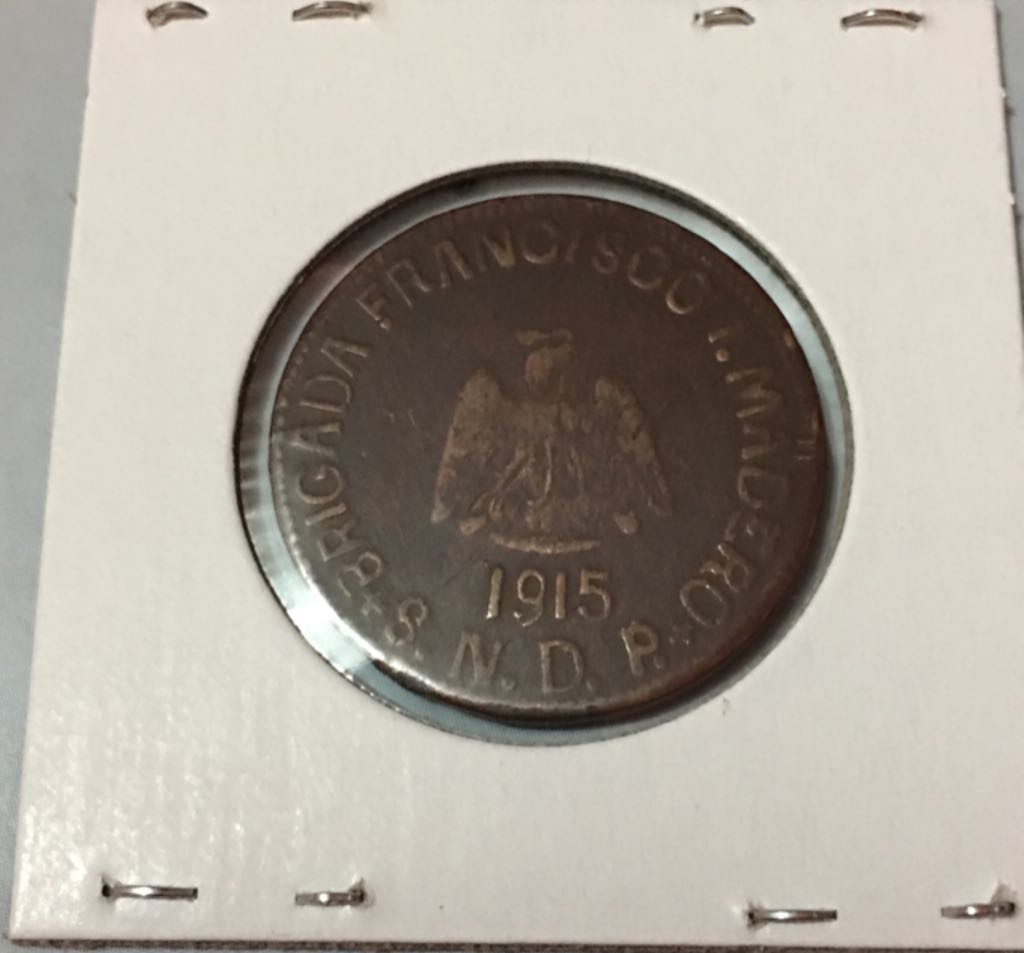 BRIGADA FRANCISCO I. MADERO
1915
S. N. D. P.